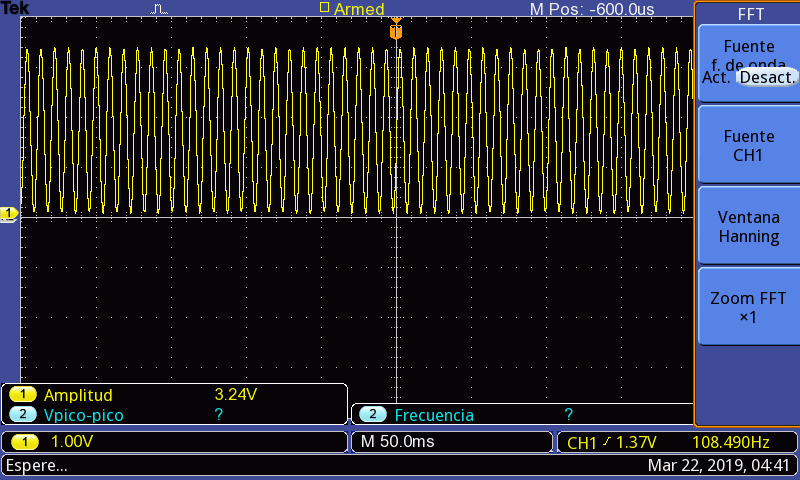 Tek Armed M Pos: -600.0us
FFT
T
Fuente
f. de onda
Act. Desact.
Fuente
CH1
1
Ventana
Hanning
Zoom FFT
×1
1 Amplitud 3.24V
2 Vpico-pico ?
2 Frecuencia ?
1 1.00V M 50.0ms CH1 1.37V 108.490Hz
Espere... Mar 22, 2019, 04:41